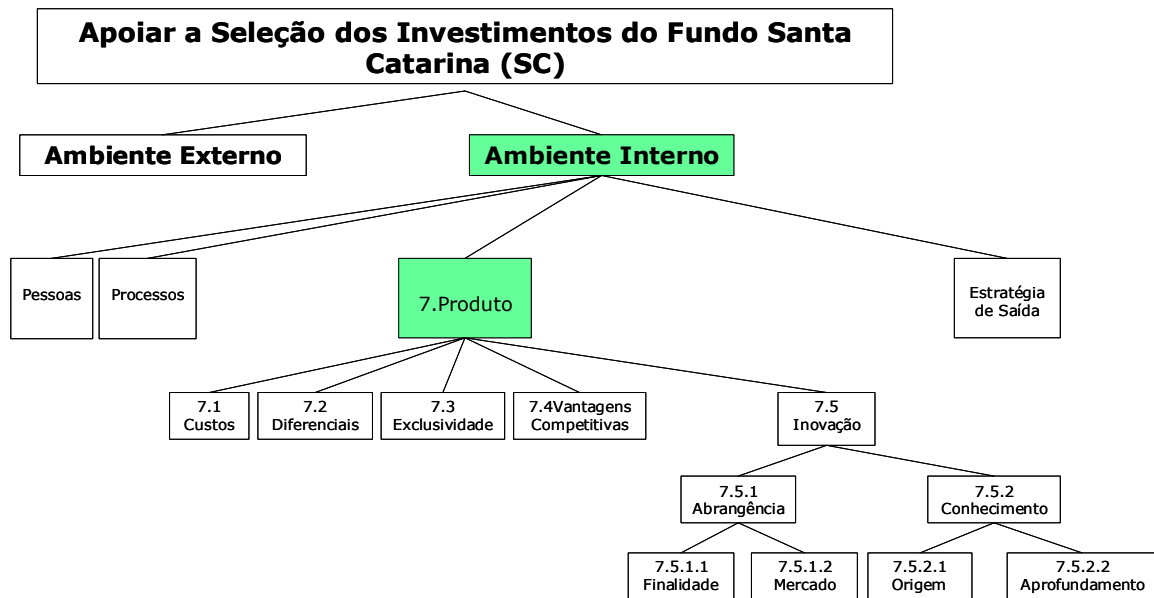 Apoiar a Seleção dos Investimentos do Fundo Santa
Catarina (SC)
Ambiente Externo
Ambiente Interno
Pessoas
Processos
7.Produto
Estratégia
de Saída
7.1
Custos
7.2
Diferenciais
7.3
Exclusividade
7.4Vantagens
Competitivas
7.5
Inovação
7.5.1
Abrangência
7.5.2
Conhecimento
7.5.1.1
Finalidade
7.5.1.2
Mercado
7.5.2.1
Origem
7.5.2.2
Aprofundamento